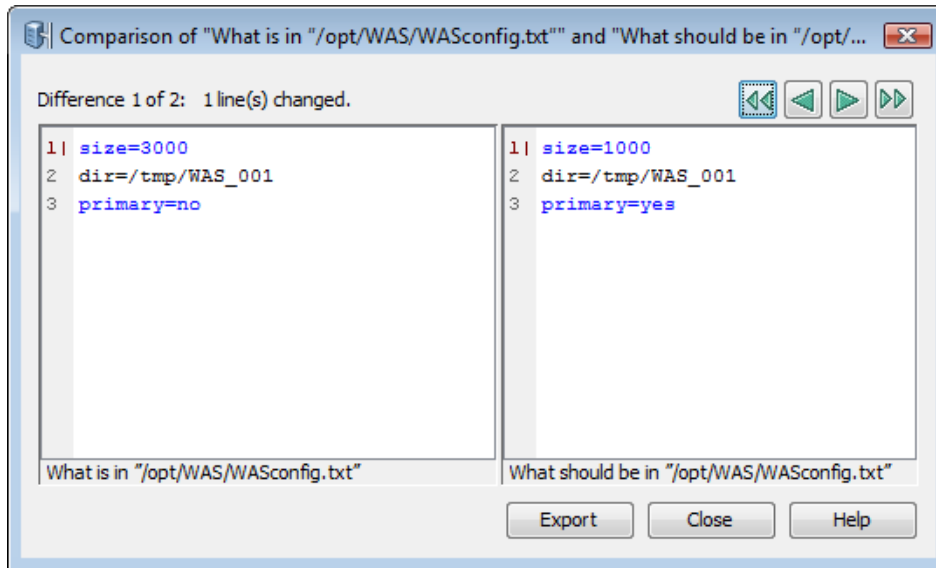 Comparison of "What is in "/opt/WAS/WASconfig.txt"" and "What should be in "/opt/...
Difference 1 of 2: 1 line(s) changed.
1| size=3000
2 dir=/tmp/WAS_001
3 primary=no
What is in "/opt/WAS/WASconfig.txt"
1| size=1000
2 dir=/tmp/WAS_001
3 primary=yes
What should be in "/opt/WAS/WASconfig.txt"
Export Close Help